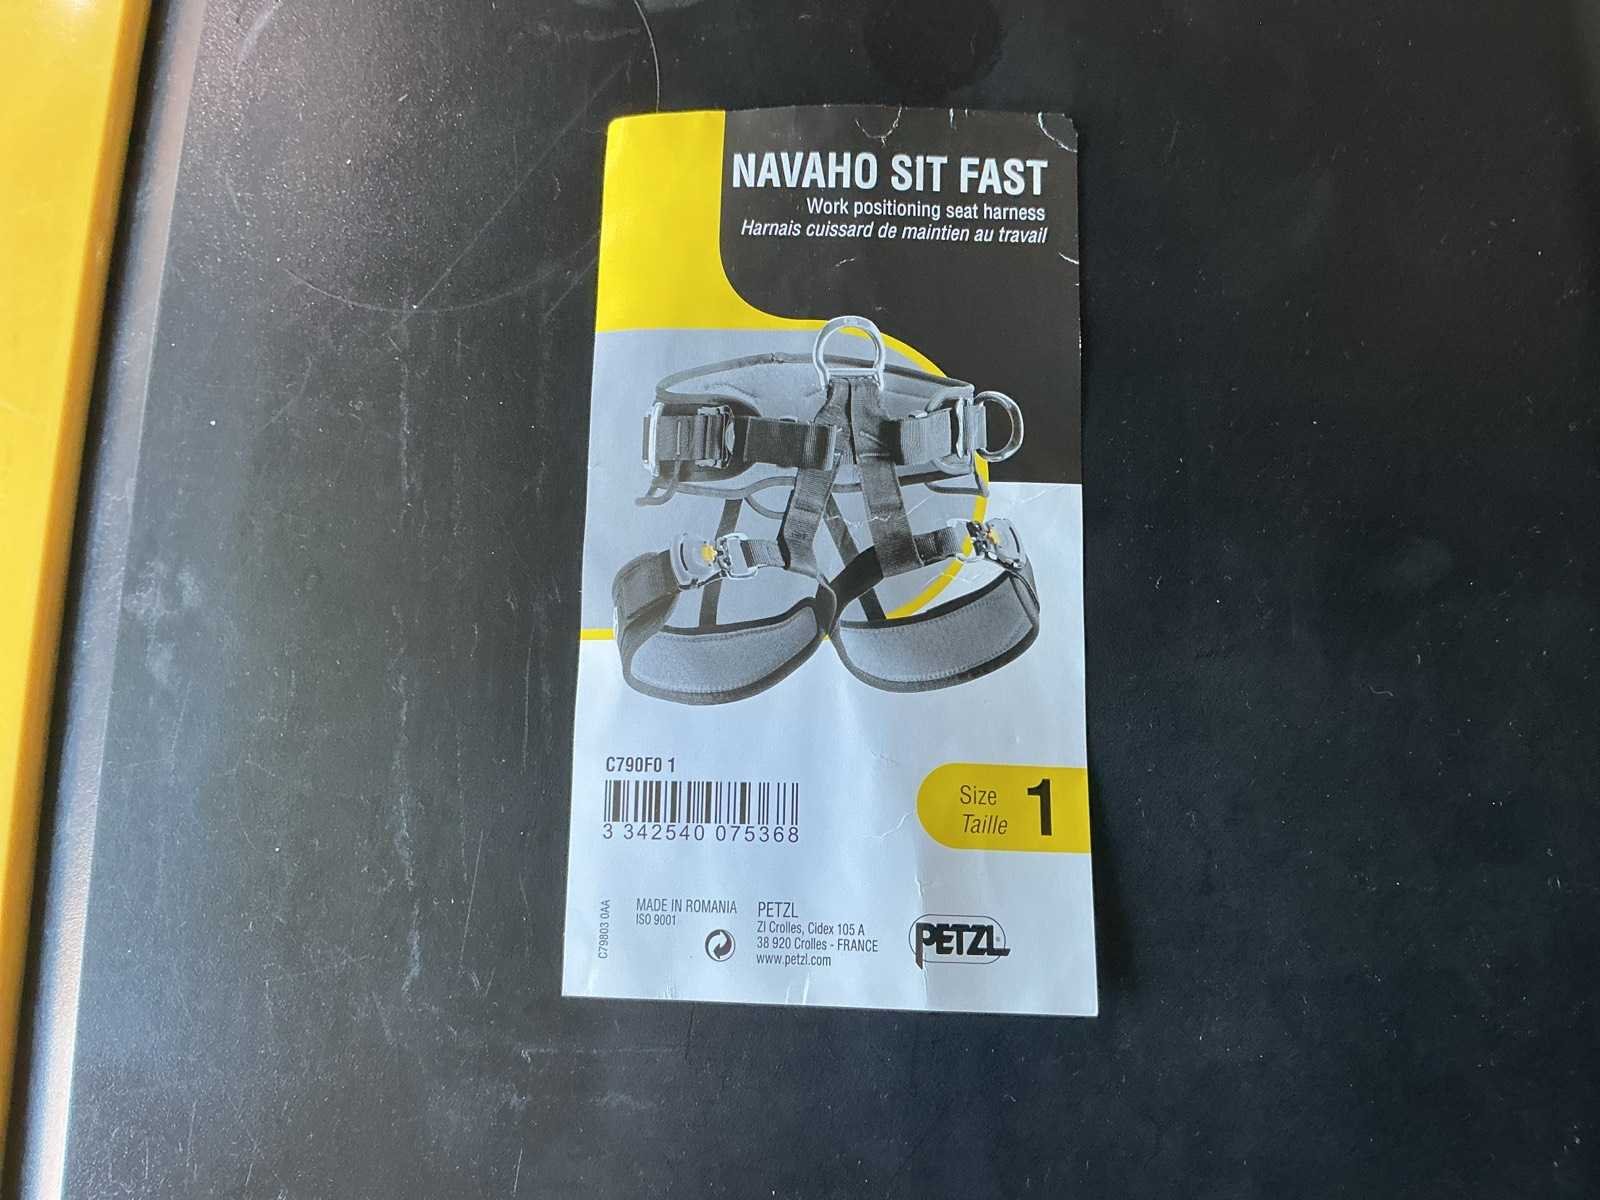 NAVAHO SIT FAST
Work positioning seat harness
Harnais cuissard de maintien au travail
C790F0 1
3 342540 075368
Size
Taille
1
C79803 0AA
MADE IN ROMANIA
ISO 9001
PETZL
ZI Crolles, Cidex 105 A
38 920 Crolles - FRANCE
www.petzl.com
PETZL